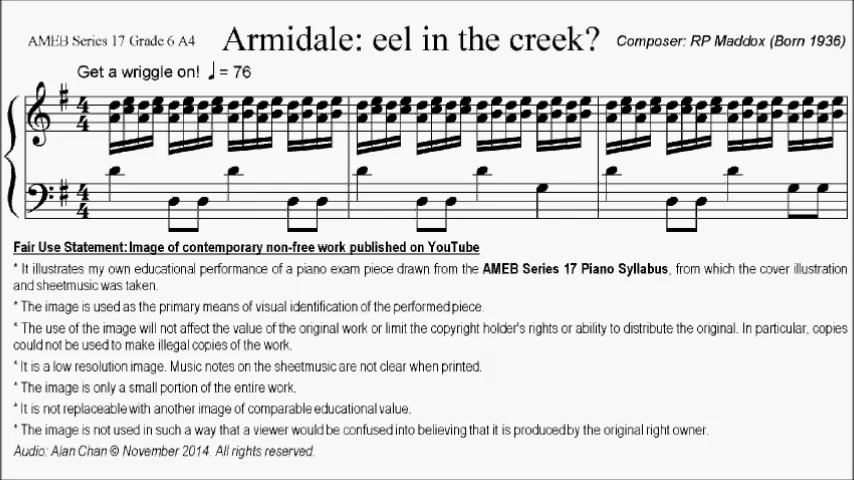 AMEB Series 17 Grade 6 A4
Armidale: eel in the creek?
Composer: RP Maddox (Born 1936)
Get a wriggle on! ♩ = 76
Fair Use Statement: Image of contemporary non-free work published on YouTube
* It illustrates my own educational performance of a piano exam piece drawn from the AMEB Series 17 Piano Syllabus, from which the cover illustration
and sheetmusic was taken.
* The image is used as the primary means of visual identification of the performed piece.
* The use of the image will not affect the value of the original work or limit the copyright holder's rights or ability to distribute the original. In particular, copies
could not be used to make illegal copies of the work.
* It is a low resolution image. Music notes on the sheetmusic are not clear when printed.
* The image is only a small portion of the entire work.
* It is not replaceable with another image of comparable educational value.
* The image is not used in such a way that a viewer would be confused into believing that it is produced by the original right owner.
Audio: Alan Chan © November 2014. All rights reserved.